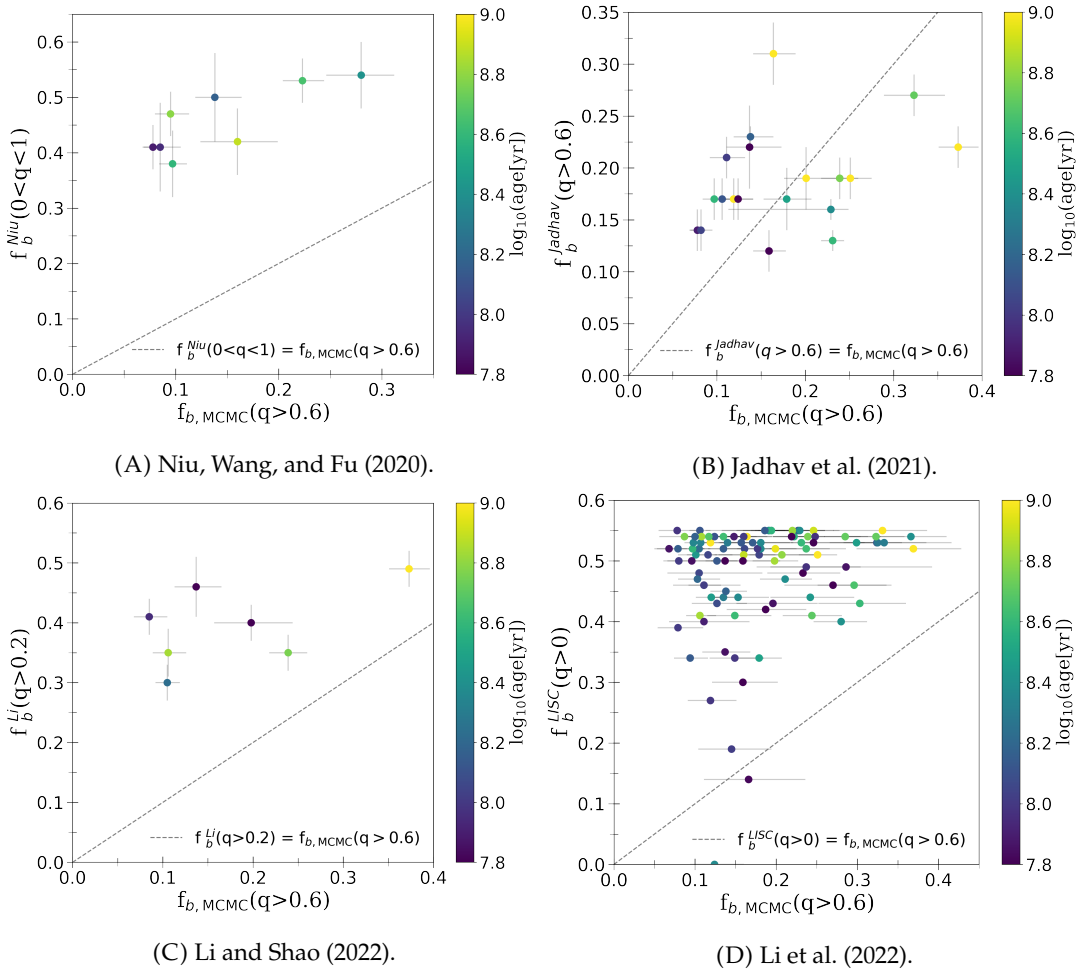 0.6
0.5
0.4
0.3
0.2
0.1
0.0
0.0 0.1 0.2 0.3
f_b^Niu(0<q<1)
f_b,MCMC(q>0.6)
f_b^Niu(0<q<1) = f_b,MCMC(q > 0.6)
9.0
8.8
8.6
8.4
8.2
8.0
7.8
log10(age[yr])
(A) Niu, Wang, and Fu (2020).
0.35
0.30
0.25
0.20
0.15
0.10
0.05
0.00
0.0 0.1 0.2 0.3 0.4
f_b^Jadhav(q>0.6)
f_b,MCMC(q>0.6)
f_b^Jadhav(q > 0.6) = f_b,MCMC(q > 0.6)
9.0
8.8
8.6
8.4
8.2
8.0
7.8
log10(age[yr])
(B) Jadhav et al. (2021).
0.6
0.5
0.4
0.3
0.2
0.1
0.0
0.0 0.1 0.2 0.3 0.4
f_b^Li(q>0.2)
f_b,MCMC(q>0.6)
f_b^Li(q>0.2) = f_b,MCMC(q > 0.6)
9.0
8.8
8.6
8.4
8.2
8.0
7.8
log10(age[yr])
(C) Li and Shao (2022).
0.6
0.5
0.4
0.3
0.2
0.1
0.0
0.0 0.1 0.2 0.3 0.4
f_b^LISC(q>0)
f_b,MCMC(q>0.6)
f_b^LISC(q>0) = f_b,MCMC(q > 0.6)
9.0
8.8
8.6
8.4
8.2
8.0
7.8
log10(age[yr])
(D) Li et al. (2022).